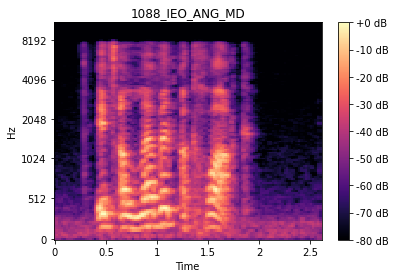 1088_IEO_ANG_MD
8192
4096
2048
1024
512
0
Hz
0
0.5
1
1.5
2
2.5
Time
+0 dB
-10 dB
-20 dB
-30 dB
-40 dB
-50 dB
-60 dB
-70 dB
-80 dB